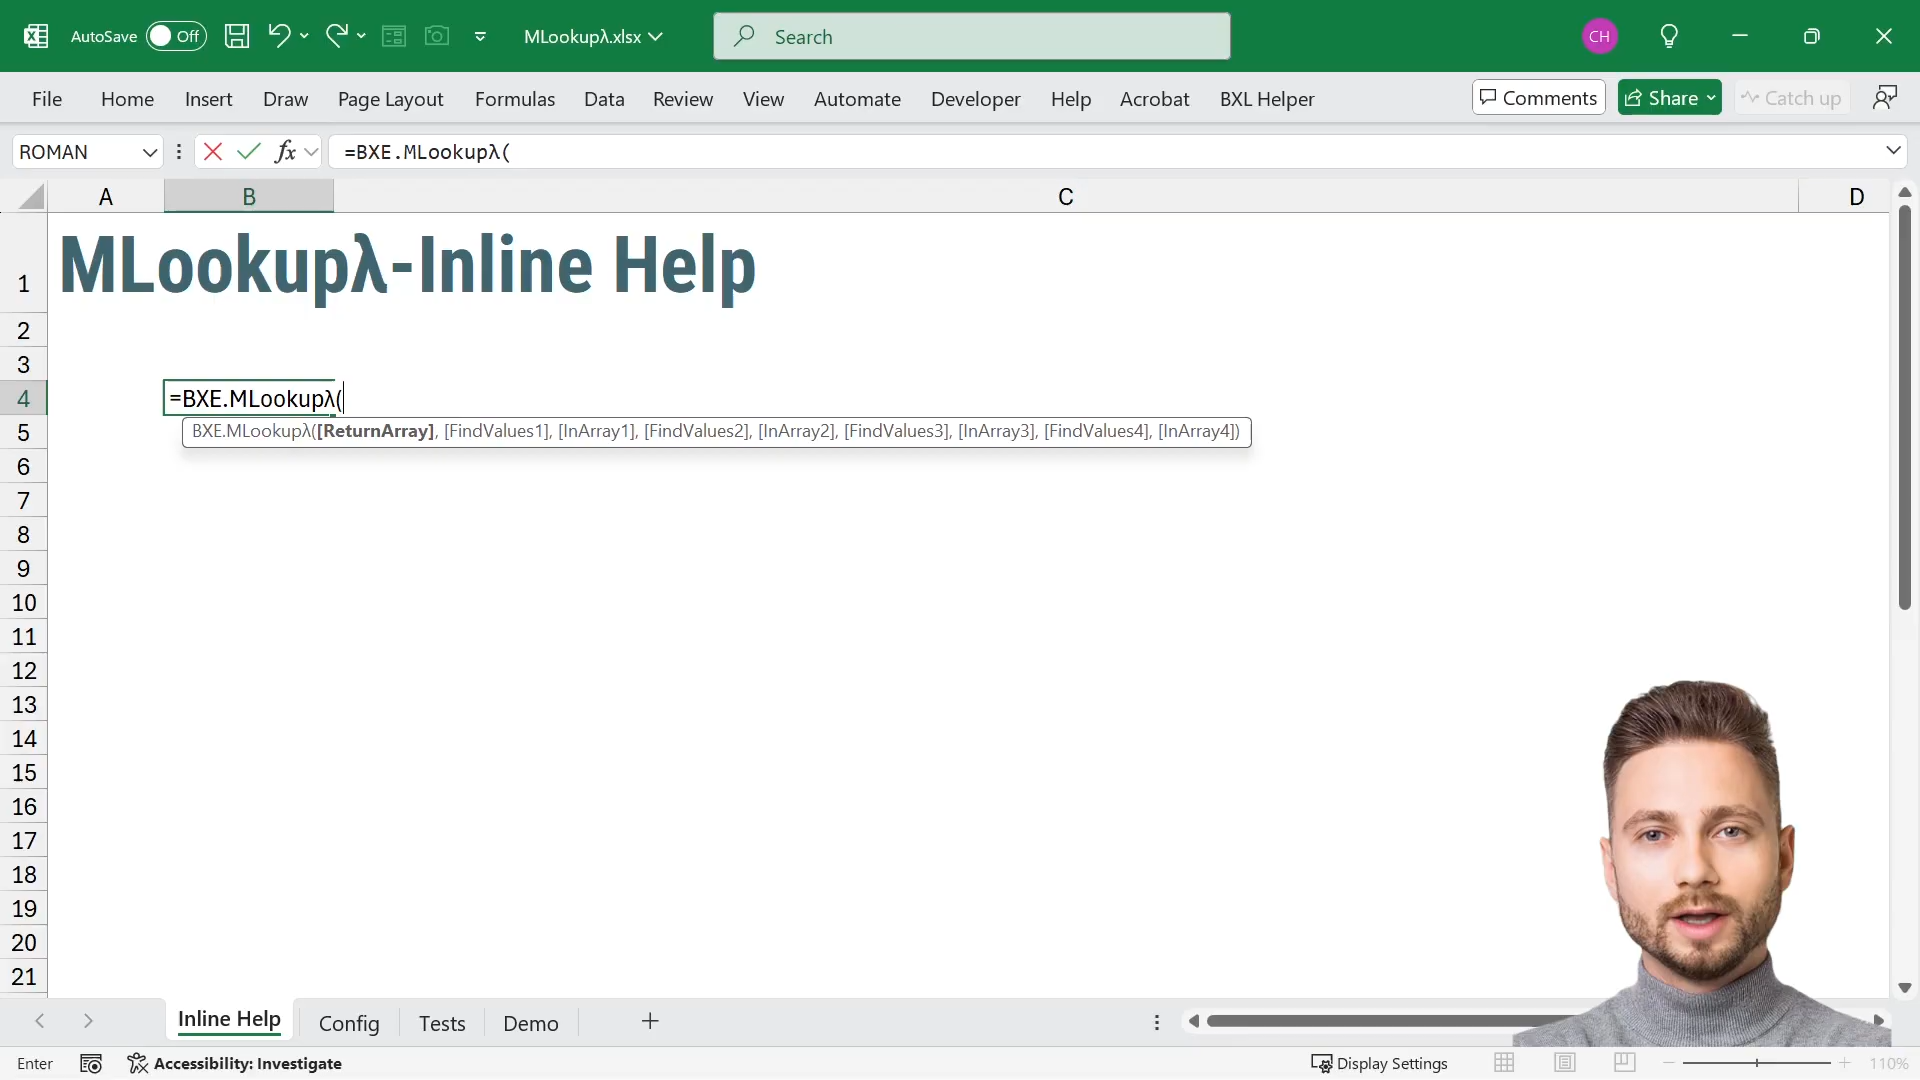 AutoSave Off MLookupλ.xlsx Search CH
File Home Insert Draw Page Layout Formulas Data Review View Automate Developer Help Acrobat BXL Helper Comments Share Catch up
ROMAN fx =BXE.MLookupλ(
A B C D
1 MLookupλ-Inline Help
2
3
4 =BXE.MLookupλ(
5 BXE.MLookupλ([ReturnArray], [FindValues1], [InArray1], [FindValues2], [InArray2], [FindValues3], [InArray3], [FindValues4], [InArray4])
6
7
8
9
10
11
12
13
14
15
16
17
18
19
20
21
Inline Help Config Tests Demo
Enter Accessibility: Investigate Display Settings 110%